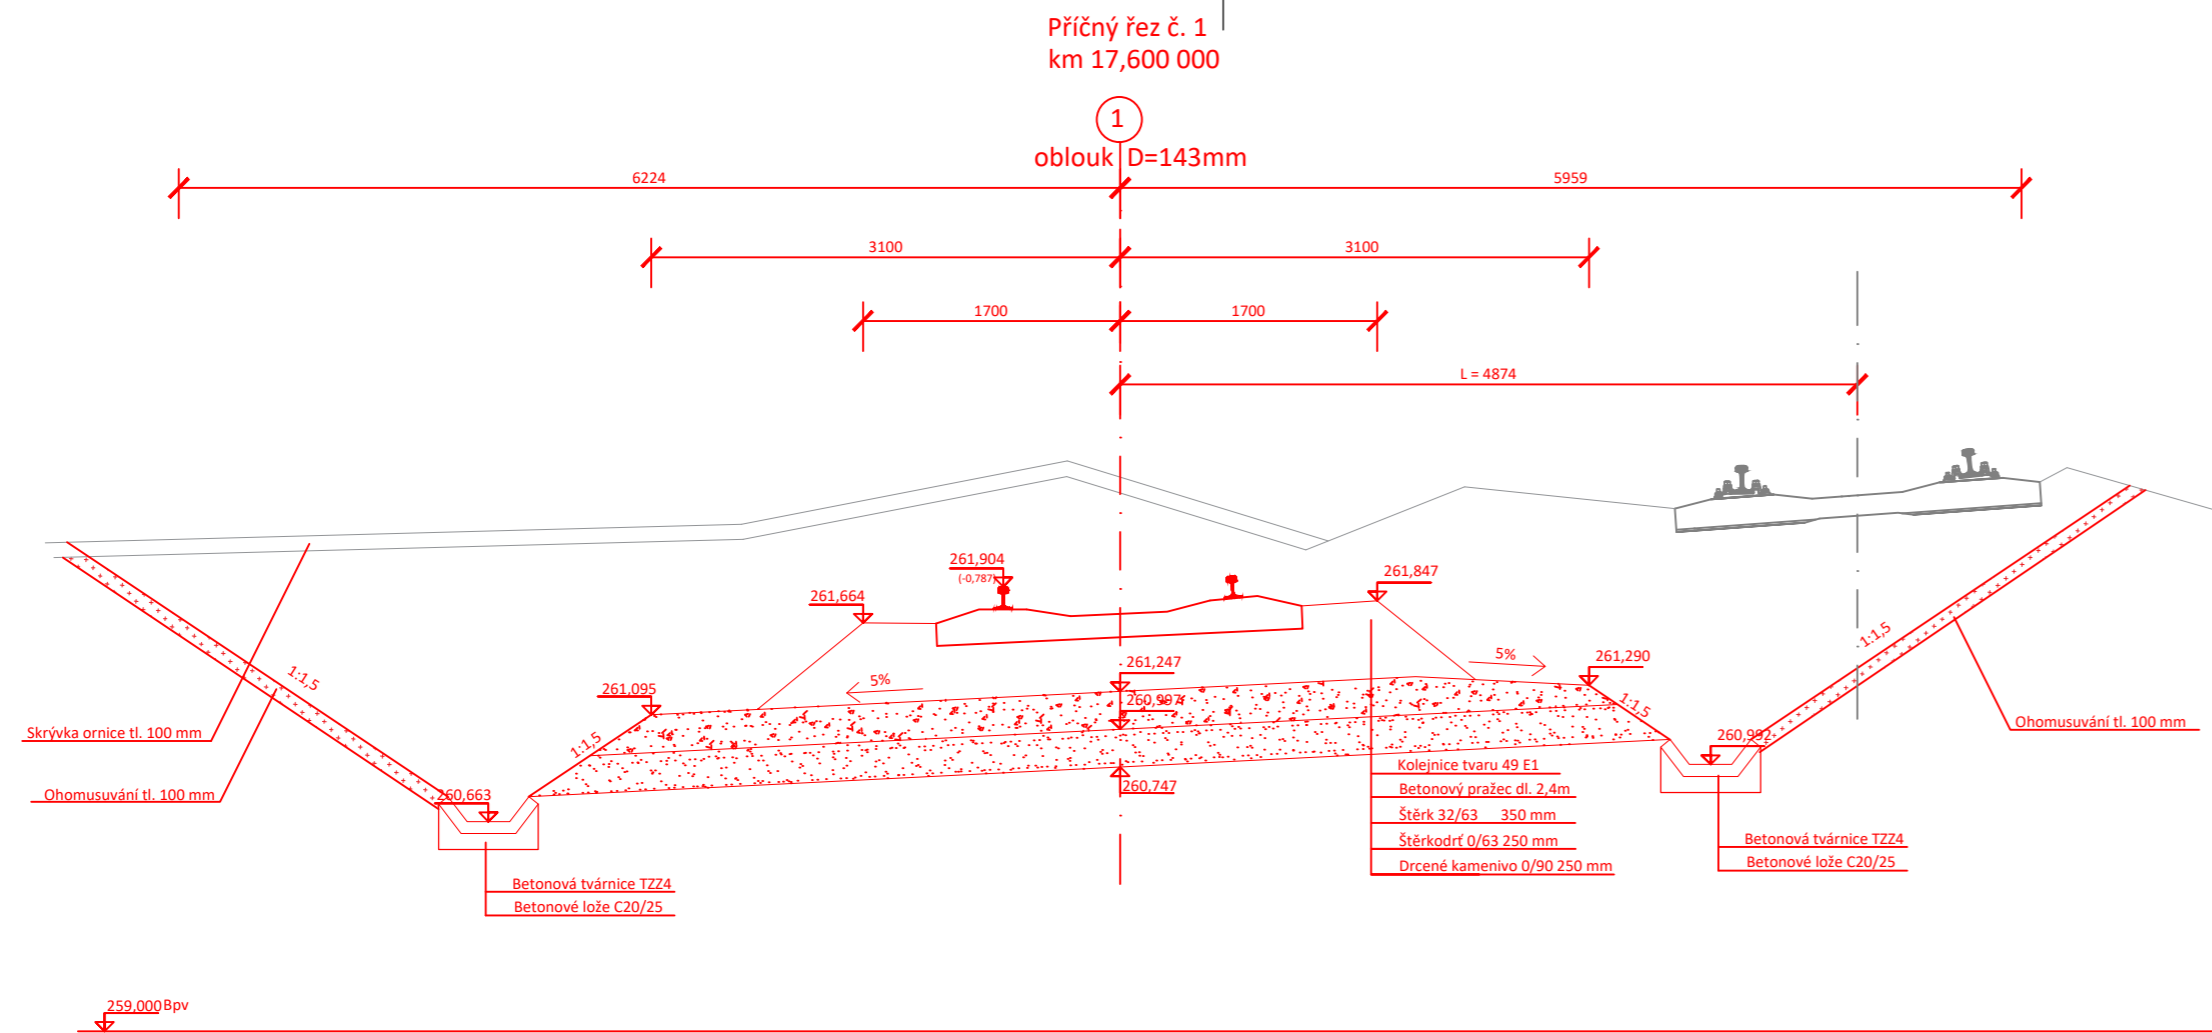 Příčný řez č. 1
km 17,600 000
1
oblouk D=143mm
6224
5959
3100
3100
1700
1700
L = 4874
261,904
(-0,787)
261,847
261,664
1:1,5
5%
261,247
5%
261,290
1:1,5
261,095
260,997
1:1,5
1:1,5
Skrývka ornice tl. 100 mm
Ohomusuvání tl. 100 mm
260,992
Ohomusuvání tl. 100 mm
260,663
260,747
Kolejnice tvaru 49 E1
Betonový pražec dl. 2,4m
Štěrk 32/63 350 mm
Štěrkodrť 0/63 250 mm
Drcené kamenivo 0/90 250 mm
Betonová tvárnice TZZ4
Betonové lože C20/25
Betonová tvárnice TZZ4
Betonové lože C20/25
259,000 Bpv